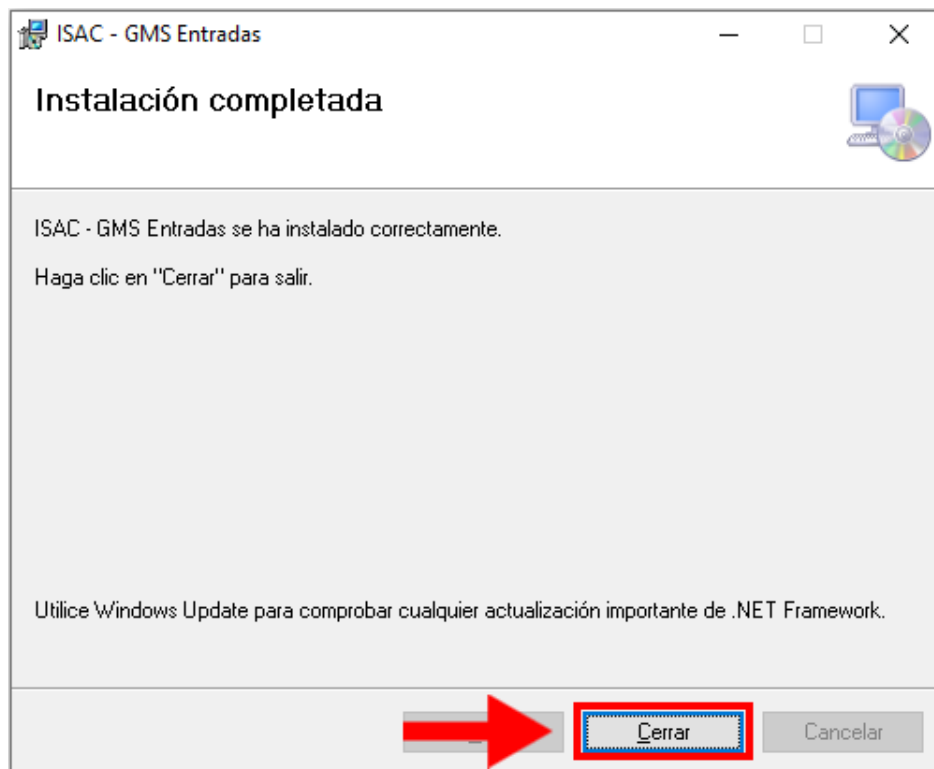 ISAC - GMS Entradas
Instalación completada
ISAC - GMS Entradas se ha instalado correctamente.
Haga clic en "Cerrar" para salir.
Utilice Windows Update para comprobar cualquier actualización importante de .NET Framework.
Cerrar
Cancelar